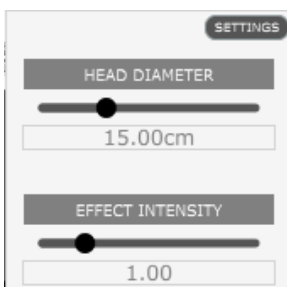 SETTINGS
HEAD DIAMETER
15.00cm
EFFECT INTENSITY
1.00